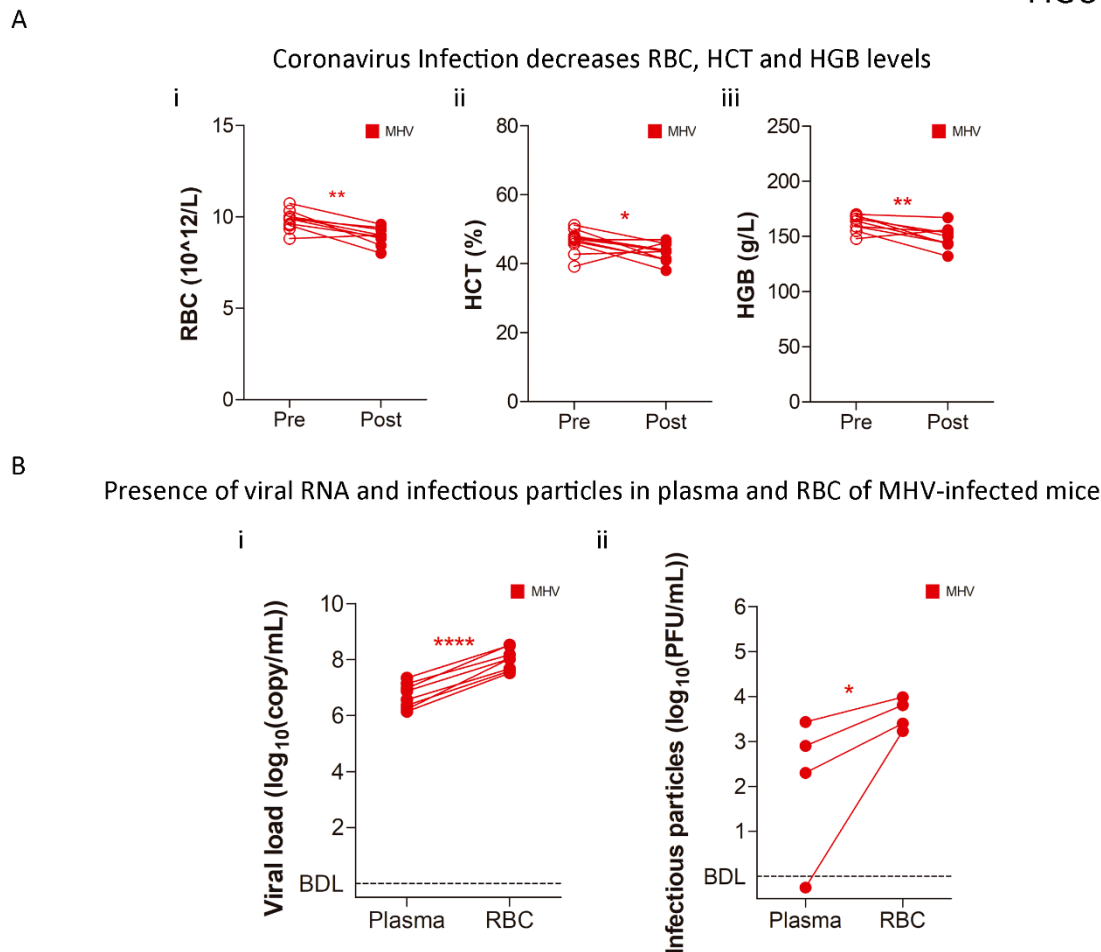 A
Coronavirus Infection decreases RBC, HCT and HGB levels
i
MHV
RBC (10^12/L)
15
10
5
0
**
Pre
Post
ii
MHV
HCT (%)
80
60
40
20
0
*
Pre
Post
iii
MHV
HGB (g/L)
250
200
150
100
50
0
**
Pre
Post
B
Presence of viral RNA and infectious particles in plasma and RBC of MHV-infected mice
i
MHV
Viral load (log10(copy/mL))
10
8
6
4
2
BDL
****
Plasma
RBC
ii
MHV
Infectious particles (log10(PFU/mL))
6
5
4
3
2
1
BDL
*
Plasma
RBC